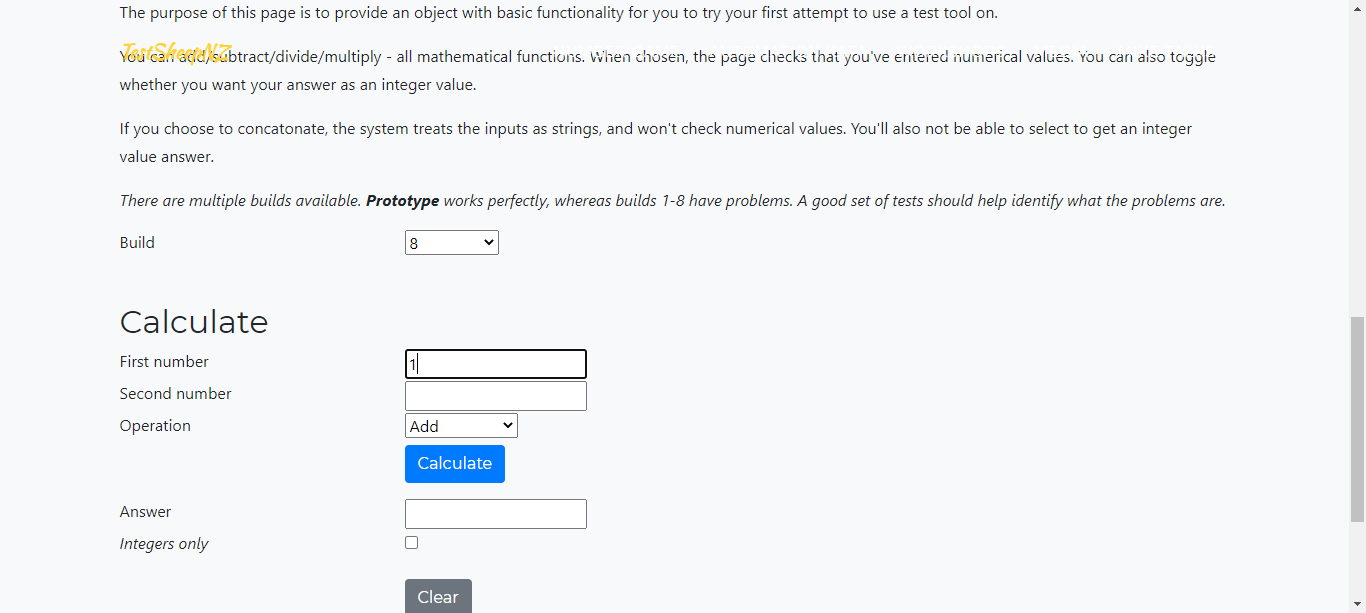 The purpose of this page is to provide an object with basic functionality for you to try your first attempt to use a test tool on.
TestSheepNZ
You can add/subtract/divide/multiply - all mathematical functions. When chosen, the page checks that you've entered numerical values. You can also toggle
whether you want your answer as an integer value.
If you choose to concatonate, the system treats the inputs as strings, and won't check numerical values. You'll also not be able to select to get an integer
value answer.
There are multiple builds available. Prototype works perfectly, whereas builds 1-8 have problems. A good set of tests should help identify what the problems are.
Build 8
Calculate
First number 1
Second number
Operation Add
Calculate
Answer
Integers only
Clear